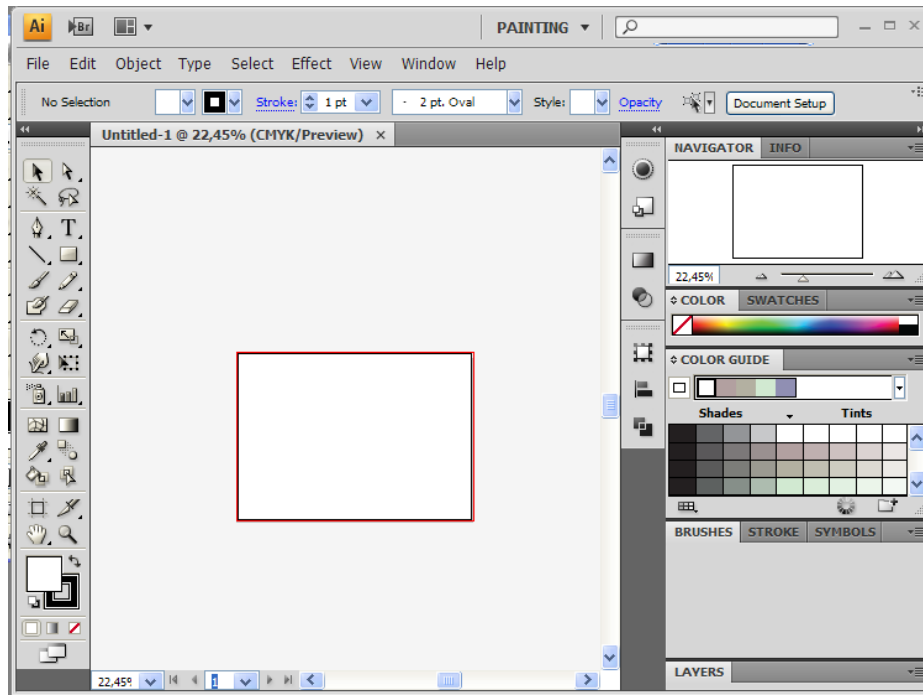 Ai Br PAINTING
File Edit Object Type Select Effect View Window Help
No Selection Stroke: 1 pt 2 pt. Oval Style: Opacity Document Setup
Untitled-1 @ 22,45% (CMYK/Preview) ×
NAVIGATOR INFO
22,45%
COLOR SWATCHES
COLOR GUIDE
Shades Tints
BRUSHES STROKE SYMBOLS
LAYERS
22,45% 1